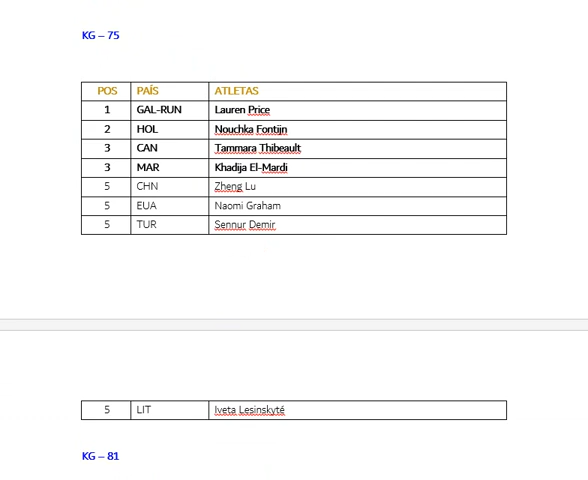 KG – 75
POS PAÍS ATLETAS
1 GAL-RUN Lauren Price
2 HOL Nouchka Fontijn
3 CAN Tammara Thibeault
3 MAR Khadija El-Mardi
5 CHN Zheng Lu
5 EUA Naomi Graham
5 TUR Sennur Demir
5 LIT Iveta Lesinskyté
KG – 81